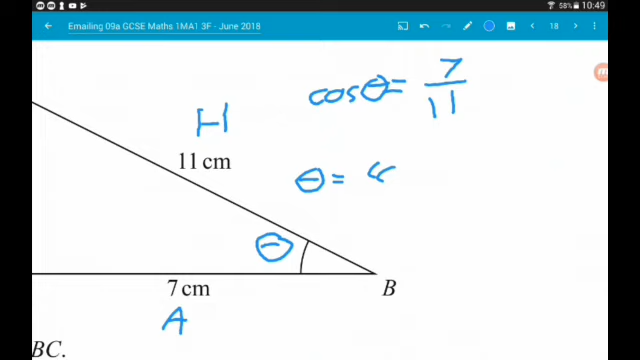 58% 10:49
Emailing 09a GCSE Maths 1MA1 3F - June 2018
18
cosθ = 7/11
H
11 cm
θ =
θ
7 cm
B
A
BC.